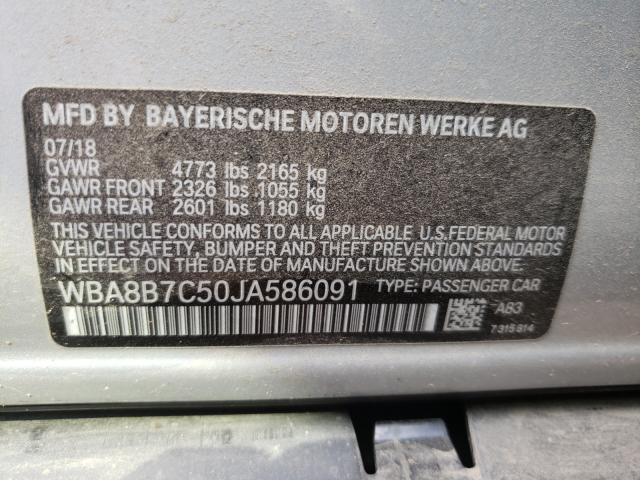 MFD BY BAYERISCHE MOTOREN WERKE AG
07/18
GVWR 4773 lbs 2165 kg
GAWR FRONT 2326 lbs 1055 kg
GAWR REAR 2601 lbs 1180 kg
THIS VEHICLE CONFORMS TO ALL APPLICABLE U.S.FEDERAL MOTOR
VEHICLE SAFETY, BUMPER AND THEFT PREVENTION STANDARDS
IN EFFECT ON THE DATE OF MANUFACTURE SHOWN ABOVE.
WBA8B7C50JA586091 TYPE: PASSENGER CAR
A83
7 315 814